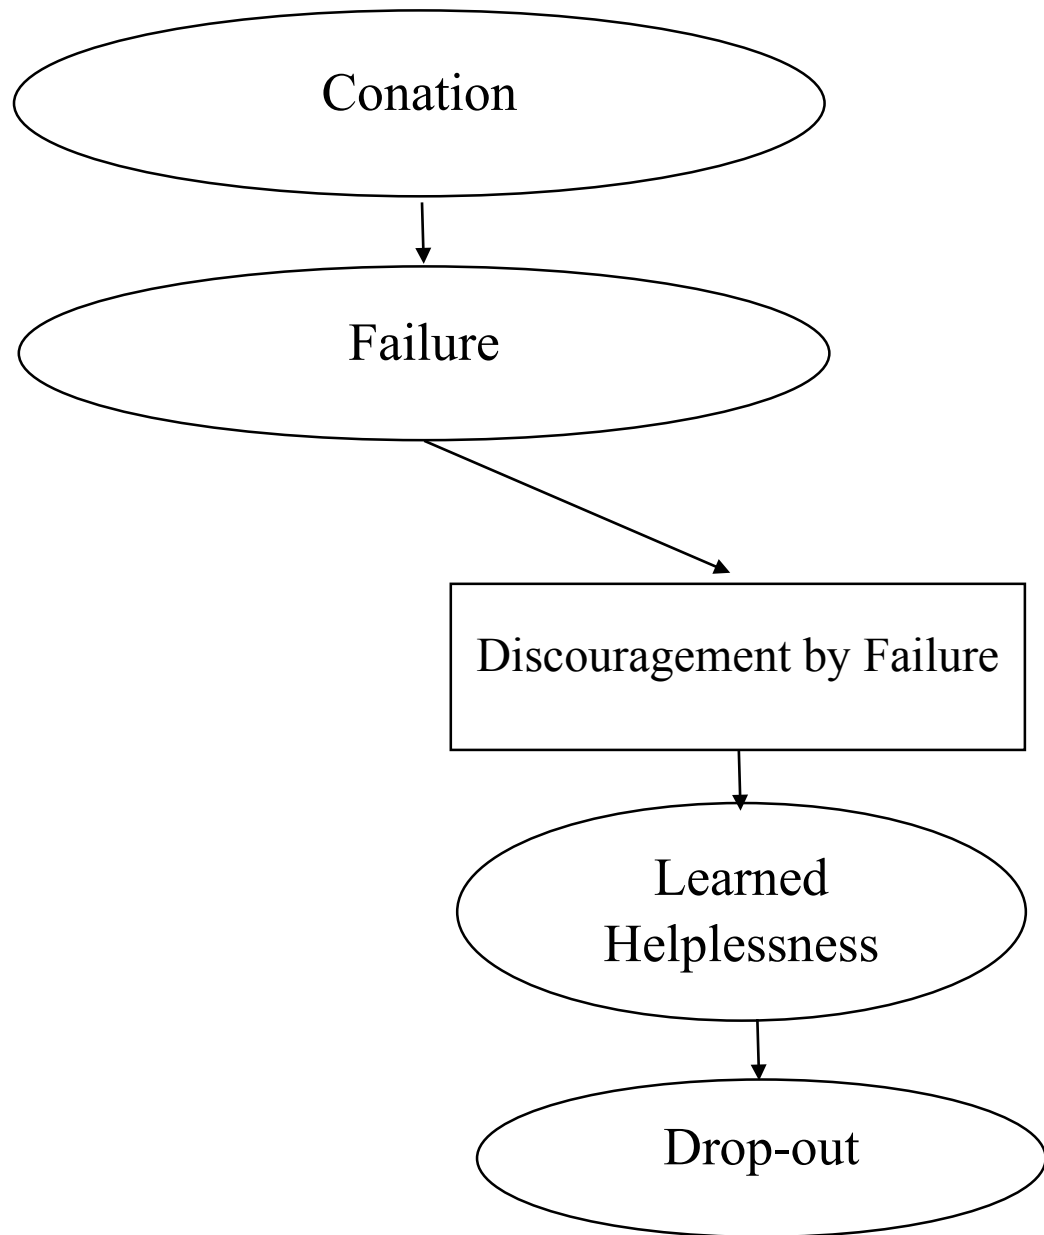 Conation
Failure
Discouragement by Failure
Learned
Helplessness
Drop-out